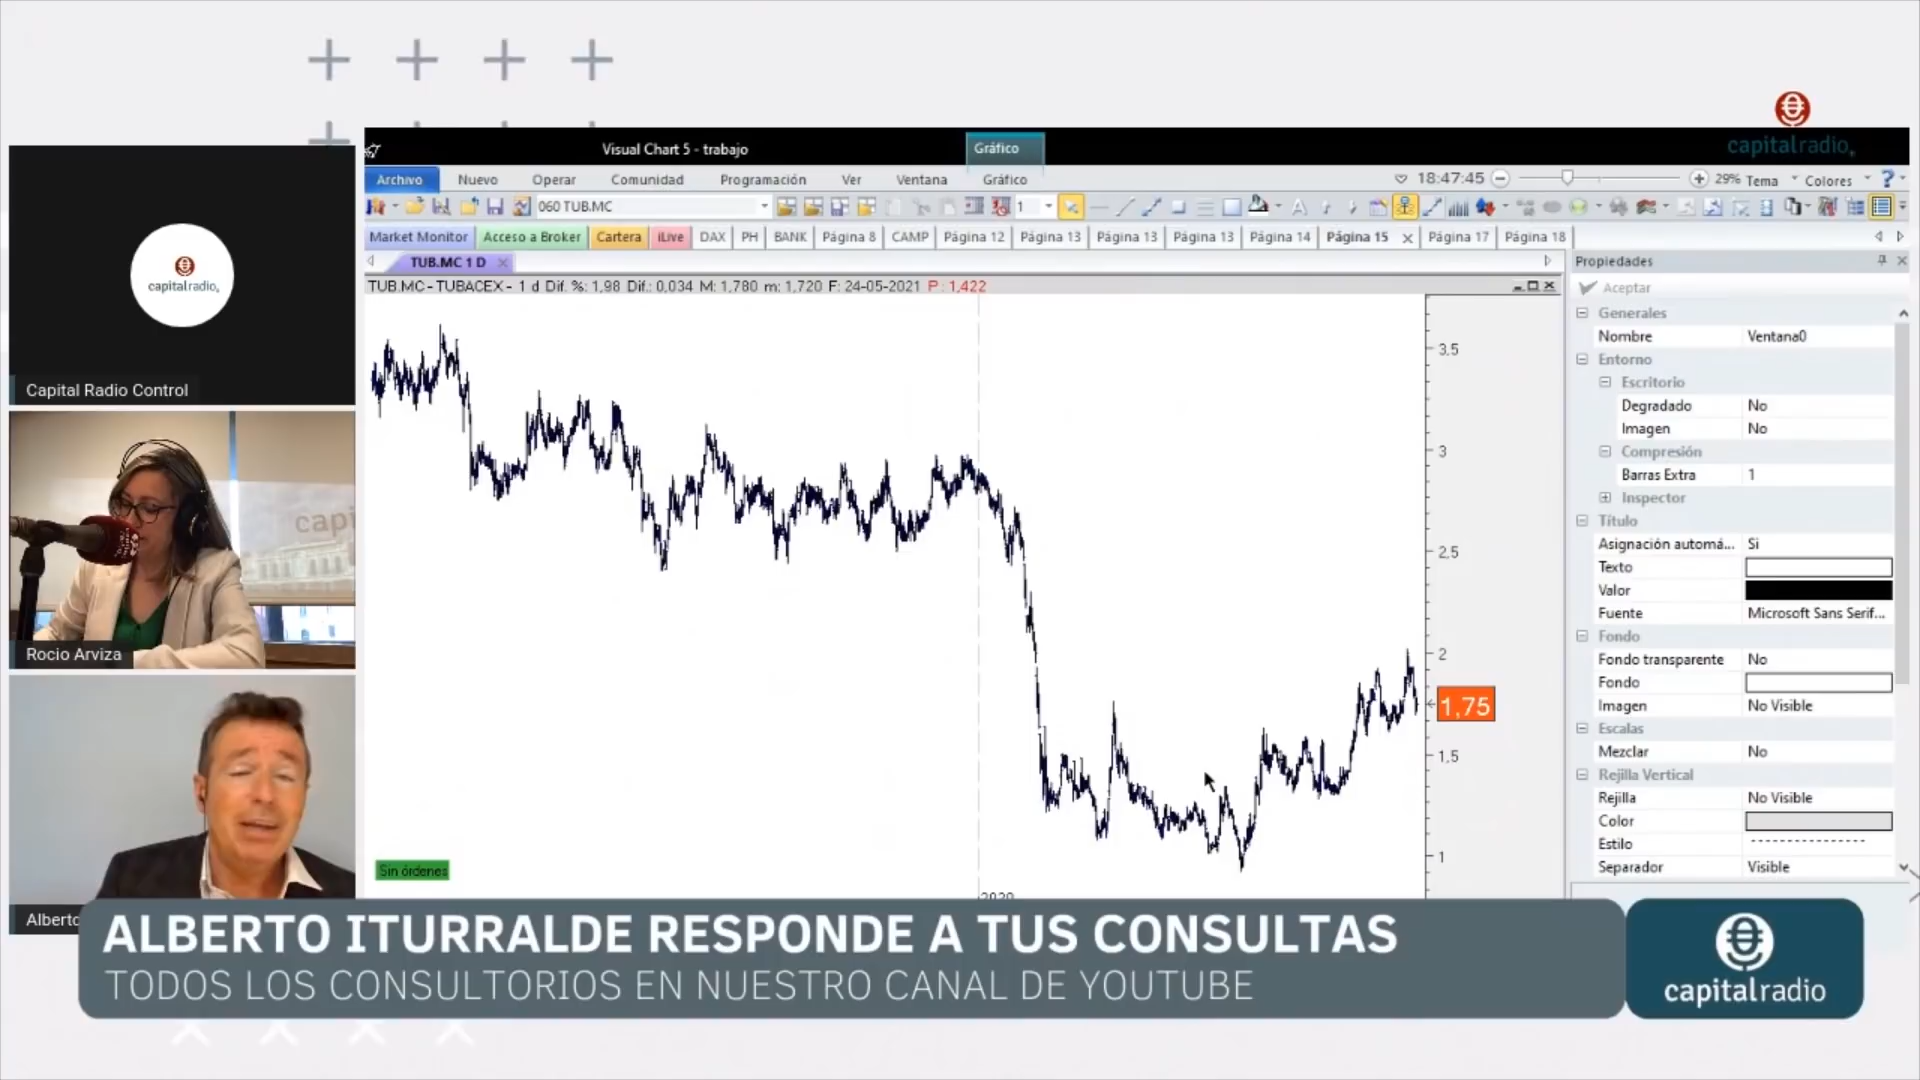 capitalradio
Visual Chart 5 - trabajo
Gráfico
Archivo
Nuevo
Operar
Comunidad
Programación
Ver
Ventana
Gráfico
18:47:45
29%
Tema
Colores
?
060 TUB.MC
1
Market Monitor
Acceso a Broker
Cartera
iLive
DAX
PH
BANK
Página 8
CAMP
Página 12
Página 13
Página 13
Página 13
Página 14
Página 15
Página 17
Página 18
TUB.MC 1 D
TUB.MC - TUBACEX - 1 d Dif. %: 1,98 Dif.: 0,034 M: 1,780 m: 1,720 F: 24-05-2021 P: 1,422
3.5
3
2.5
2
1,75
1,5
1
2020
Sin órdenes
Propiedades
Aceptar
Generales
Nombre Ventana0
Entorno
Escritorio
Degradado No
Imagen No
Compresión
Barras Extra 1
Inspector
Título
Asignación automá... Si
Texto
Valor
Fuente Microsoft Sans Serif...
Fondo
Fondo transparente No
Fondo
Imagen No Visible
Escalas
Mezclar No
Rejilla Vertical
Rejilla No Visible
Color
Estilo
Separador Visible
capitalradio
Capital Radio Control
capi
Rocio Arviza
Alberto
ALBERTO ITURRALDE RESPONDE A TUS CONSULTAS
TODOS LOS CONSULTORIOS EN NUESTRO CANAL DE YOUTUBE
capitalradio